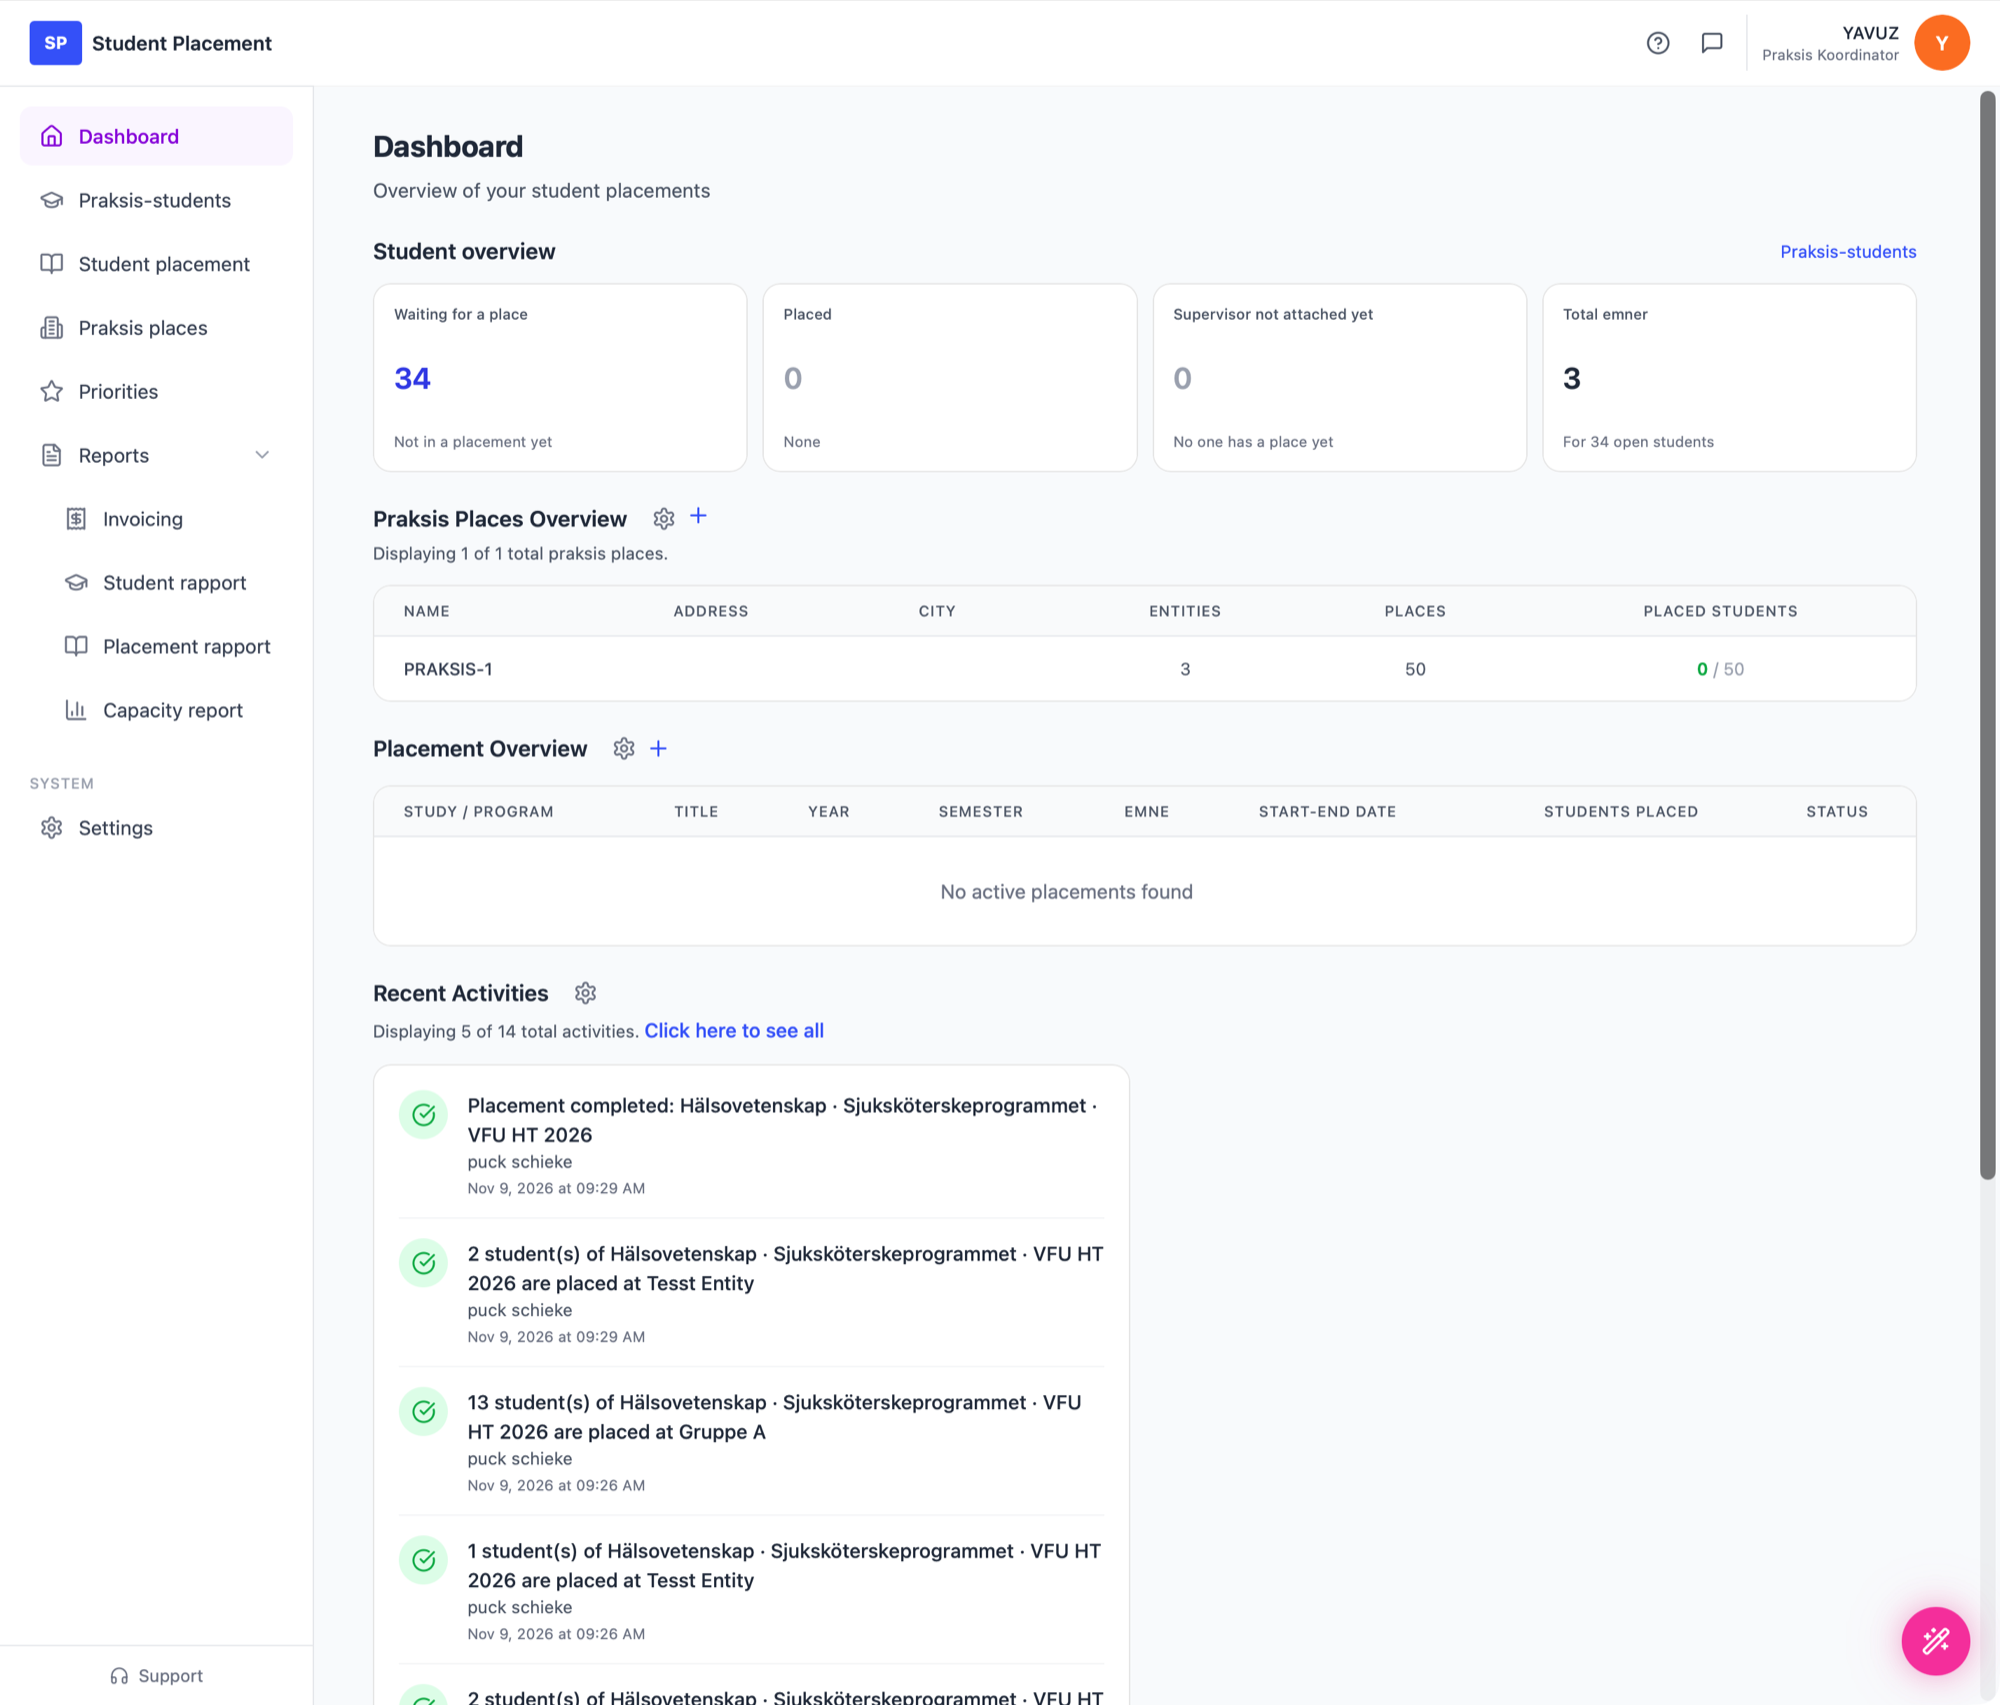 SP Student Placement
YAVUZ
Praksis Koordinator
Y
Dashboard
Praksis-students
Student placement
Praksis places
Priorities
Reports
Invoicing
Student rapport
Placement rapport
Capacity report
SYSTEM
Settings
Support
Dashboard
Overview of your student placements
Student overview
Praksis-students
Waiting for a place
34
Not in a placement yet
Placed
0
None
Supervisor not attached yet
0
No one has a place yet
Total emner
3
For 34 open students
Praksis Places Overview
Displaying 1 of 1 total praksis places.
NAME ADDRESS CITY ENTITIES PLACES PLACED STUDENTS
PRAKSIS-1 3 50 0 / 50
Placement Overview
STUDY / PROGRAM TITLE YEAR SEMESTER EMNE START-END DATE STUDENTS PLACED STATUS
No active placements found
Recent Activities
Displaying 5 of 14 total activities. Click here to see all
Placement completed: Hälsovetenskap · Sjuksköterskeprogrammet ·
VFU HT 2026
puck schieke
Nov 9, 2026 at 09:29 AM
2 student(s) of Hälsovetenskap · Sjuksköterskeprogrammet · VFU HT
2026 are placed at Tesst Entity
puck schieke
Nov 9, 2026 at 09:29 AM
13 student(s) of Hälsovetenskap · Sjuksköterskeprogrammet · VFU
HT 2026 are placed at Gruppe A
puck schieke
Nov 9, 2026 at 09:26 AM
1 student(s) of Hälsovetenskap · Sjuksköterskeprogrammet · VFU HT
2026 are placed at Tesst Entity
puck schieke
Nov 9, 2026 at 09:26 AM
2 student(s) of Hälsovetenskap · Sjuksköterskeprogrammet · VFU HT